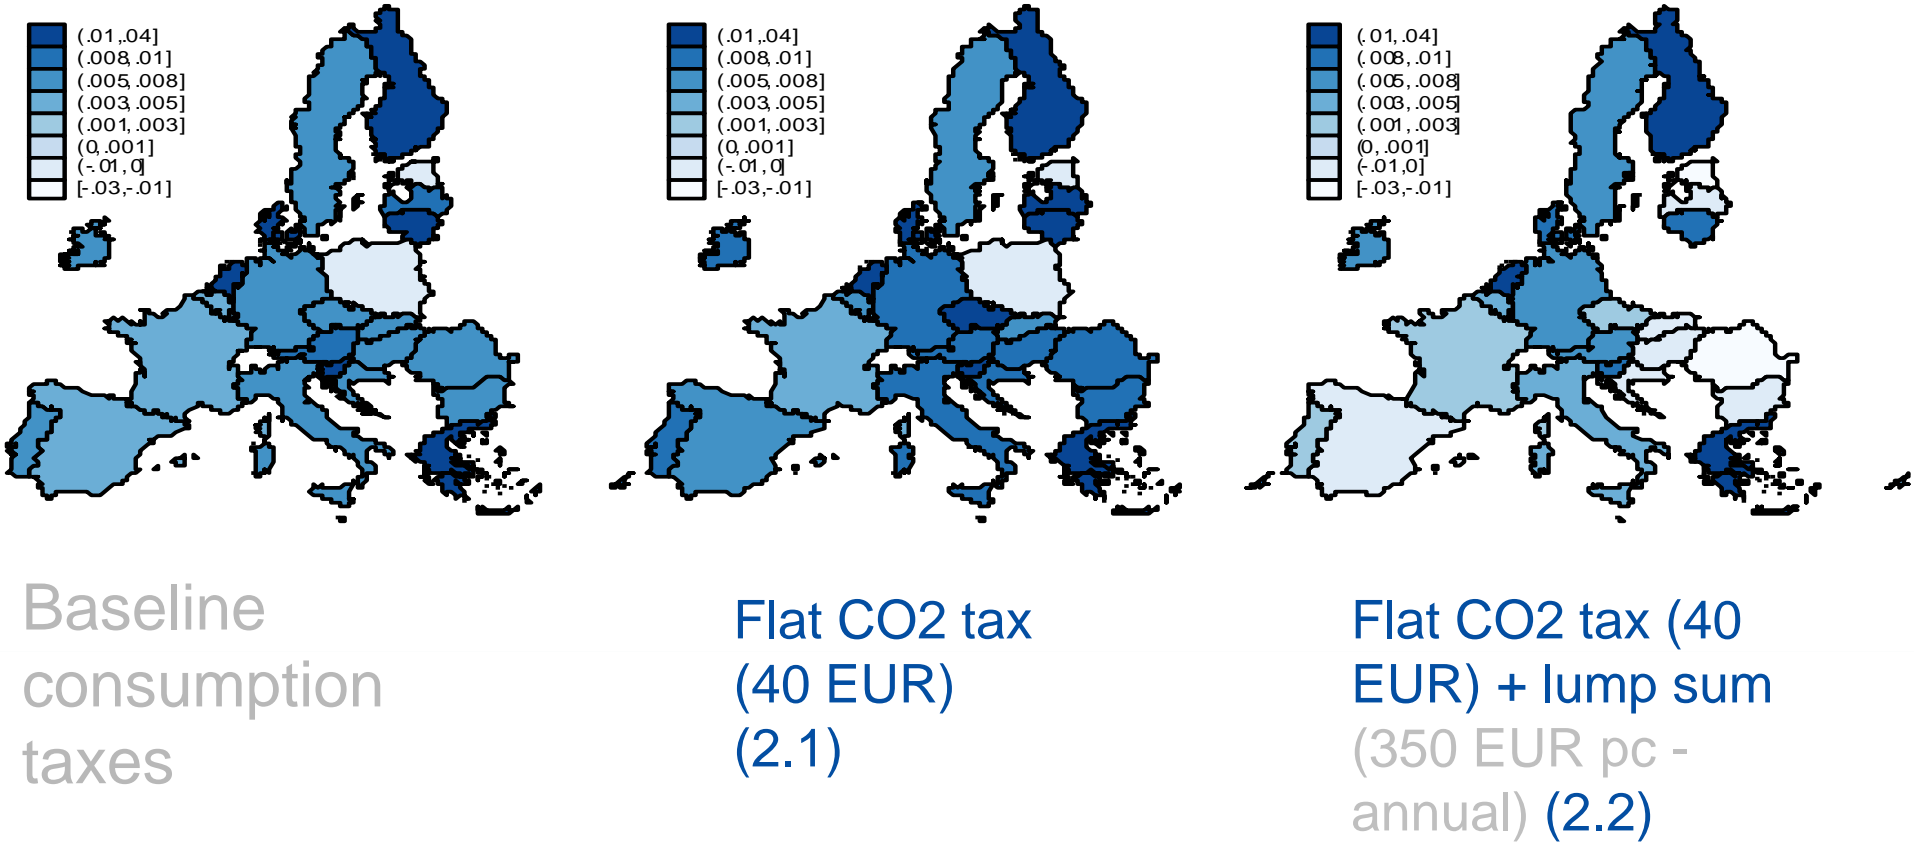 (.01,.04]
(.008,.01]
(.005,.008]
(.003,.005]
(.001,.003]
(0,.001]
(-.01,0]
[-.03,-.01]
(.01,.04]
(.008,.01]
(.005,.008]
(.003,.005]
(.001,.003]
(0,.001]
(-.01,0]
[-.03,-.01]
(.01,.04]
(.008,.01]
(.005,.008]
(.003,.005]
(.001,.003]
(0,.001]
(-.01,0]
[-.03,-.01]
Baseline
consumption
taxes
Flat CO2 tax
(40 EUR)
(2.1)
Flat CO2 tax (40
EUR) + lump sum
(350 EUR pc -
annual) (2.2)